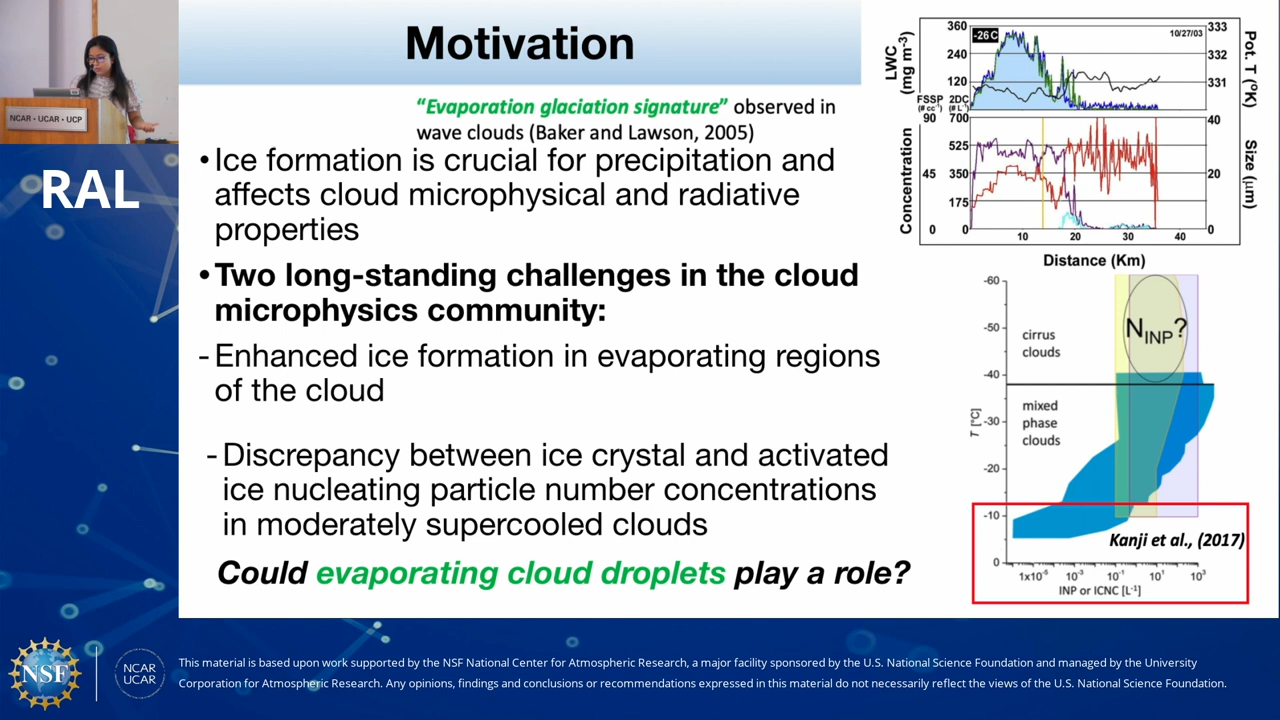 Motivation
“Evaporation glaciation signature” observed in
wave clouds (Baker and Lawson, 2005)
•Ice formation is crucial for precipitation and
affects cloud microphysical and radiative
properties
•Two long-standing challenges in the cloud
microphysics community:
- Enhanced ice formation in evaporating regions
of the cloud
- Discrepancy between ice crystal and activated
ice nucleating particle number concentrations
in moderately supercooled clouds
Could evaporating cloud droplets play a role?
NCAR • UCAR • UCP
RAL
LWC
(mg m-3)
360
240
120
0
-26C
10/27/03
333
332
331
Pot. T (°K)
FSSP
(# cc-1)
2DC
(# L-1)
90
45
0
700
525
350
175
0
40
20
0
Concentration
Size (µm)
10 20 30 40
Distance (Km)
-60
-50
-40
-30
-20
-10
0
T [°C]
cirrus
clouds
NINP?
mixed
phase
clouds
Kanji et al., (2017)
1x10-5 10-3 10-1 101 103
INP or ICNC [L-1]
NSF
NCAR
UCAR
This material is based upon work supported by the NSF National Center for Atmospheric Research, a major facility sponsored by the U.S. National Science Foundation and managed by the University
Corporation for Atmospheric Research. Any opinions, findings and conclusions or recommendations expressed in this material do not necessarily reflect the views of the U.S. National Science Foundation.